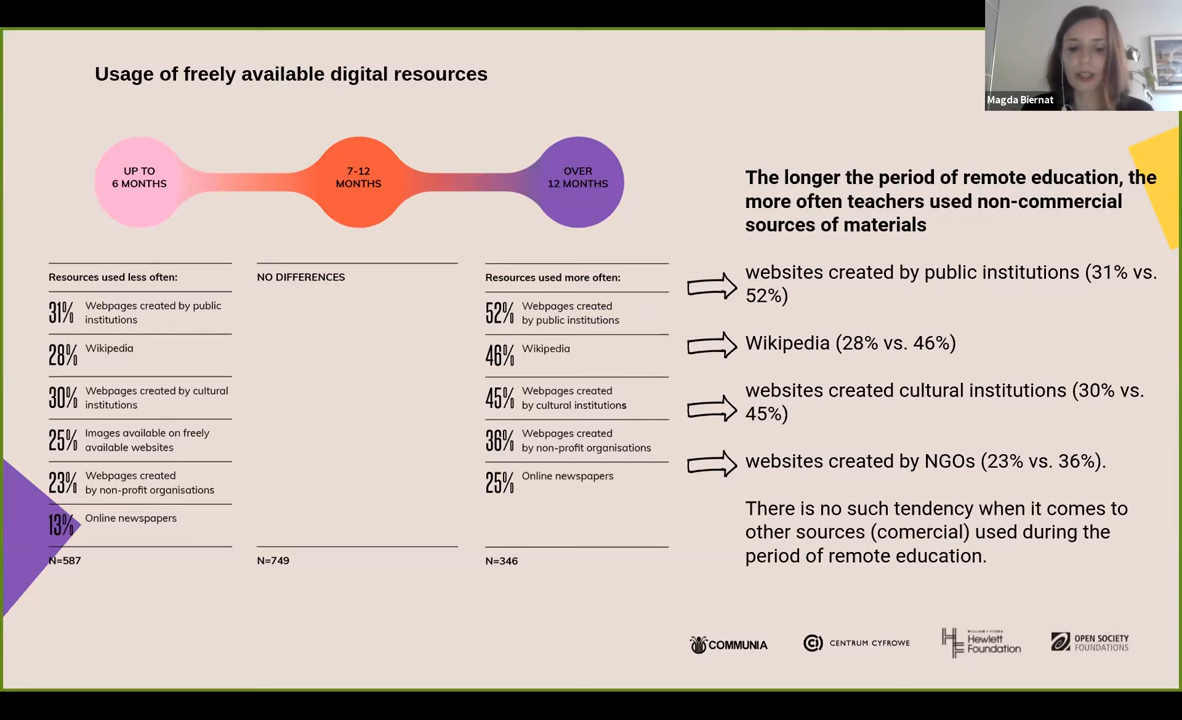 Magda Biernat
Usage of freely available digital resources
UP TO
6 MONTHS
7-12
MONTHS
OVER
12 MONTHS
Resources used less often:
31% Webpages created by public
institutions
28% Wikipedia
30% Webpages created by cultural
institutions
25% Images available on freely
available websites
23% Webpages created
by non-profit organisations
13% Online newspapers
N=587
NO DIFFERENCES
N=749
Resources used more often:
52% Webpages created
by public institutions
46% Wikipedia
45% Webpages created
by cultural institutions
36% Webpages created
by non-profit organisations
25% Online newspapers
N=346
The longer the period of remote education, the
more often teachers used non-commercial
sources of materials
websites created by public institutions (31% vs.
52%)
Wikipedia (28% vs. 46%)
websites created cultural institutions (30% vs.
45%)
websites created by NGOs (23% vs. 36%).
There is no such tendency when it comes to
other sources (comercial) used during the
period of remote education.
COMMUNIA
CENTRUM CYFROWE
WILLIAM + FLORA
Hewlett
Foundation
OPEN SOCIETY
FOUNDATIONS